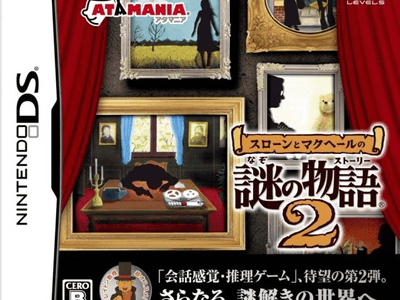 NINTENDO DS
ATAMANIA
アタマニア
LEVEL5
スローンとマクヘールの
なぞ ストーリー
謎の物語®
2
CERO
B
「会話感覚・推理ゲーム」、待望の第2弾。
さらなる、謎解きの世界へ